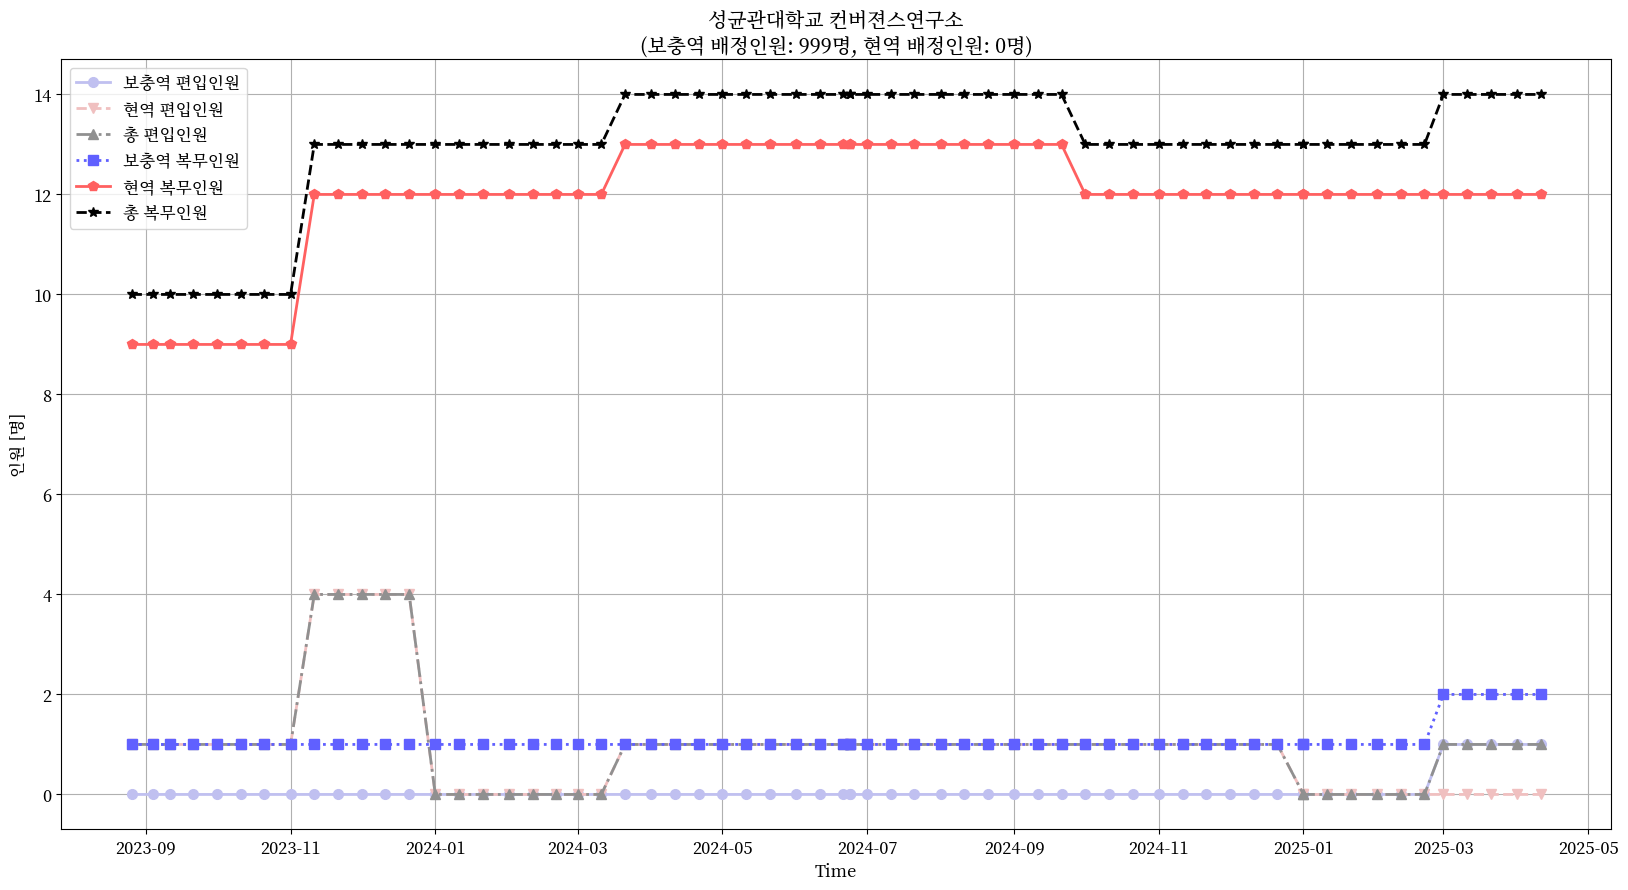 성균관대학교 컨버젼스연구소
(보충역 배정인원: 999명, 현역 배정인원: 0명)
보충역 편입인원
현역 편입인원
총 편입인원
보충역 복무인원
현역 복무인원
총 복무인원
14
12
10
8
6
4
2
0
인원 [명]
2023-09
2023-11
2024-01
2024-03
2024-05
2024-07
2024-09
2024-11
2025-01
2025-03
2025-05
Time